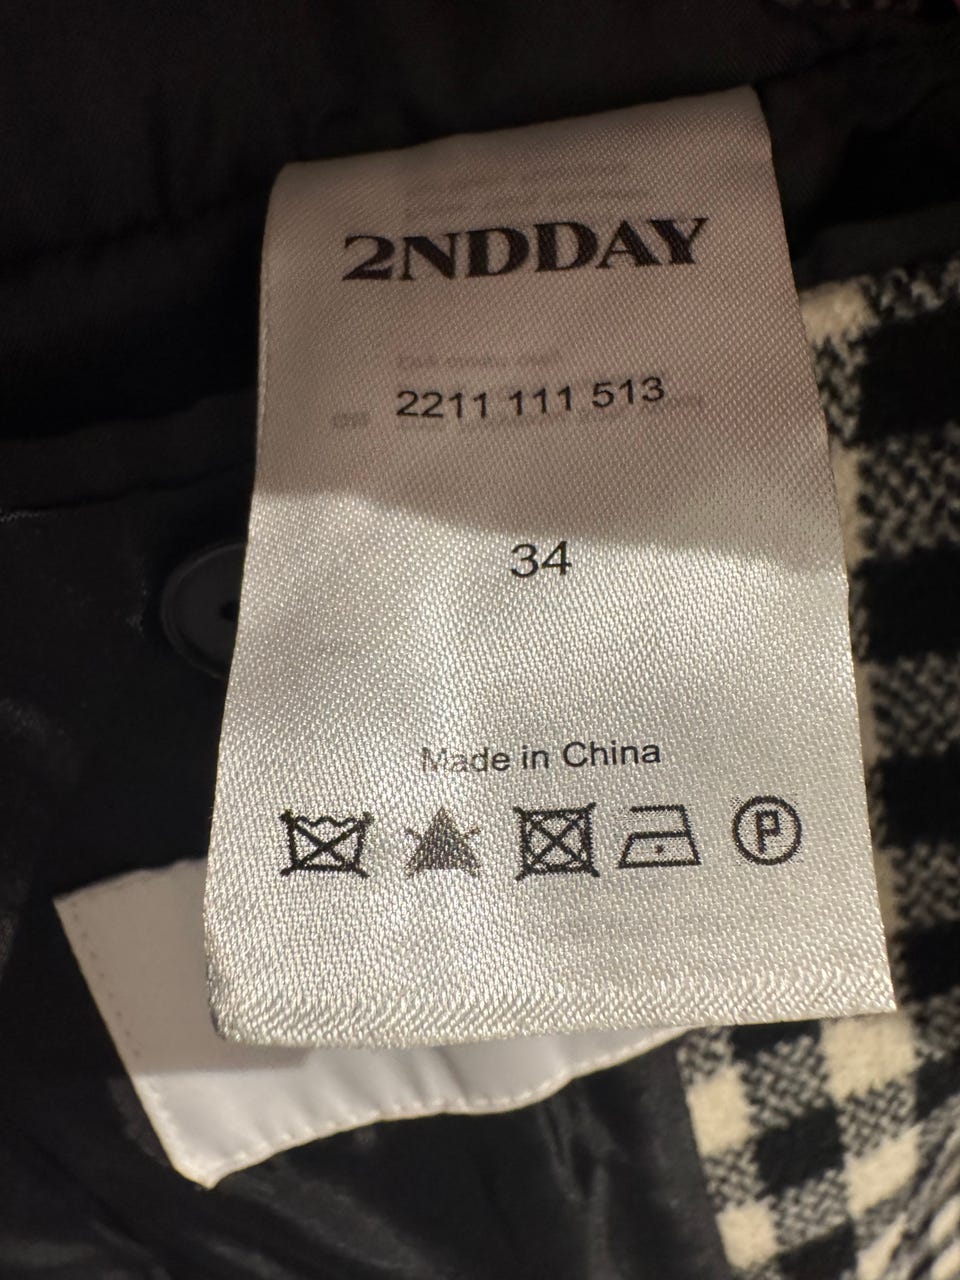 2NDDAY
2211 111 513
34
Made in China
P